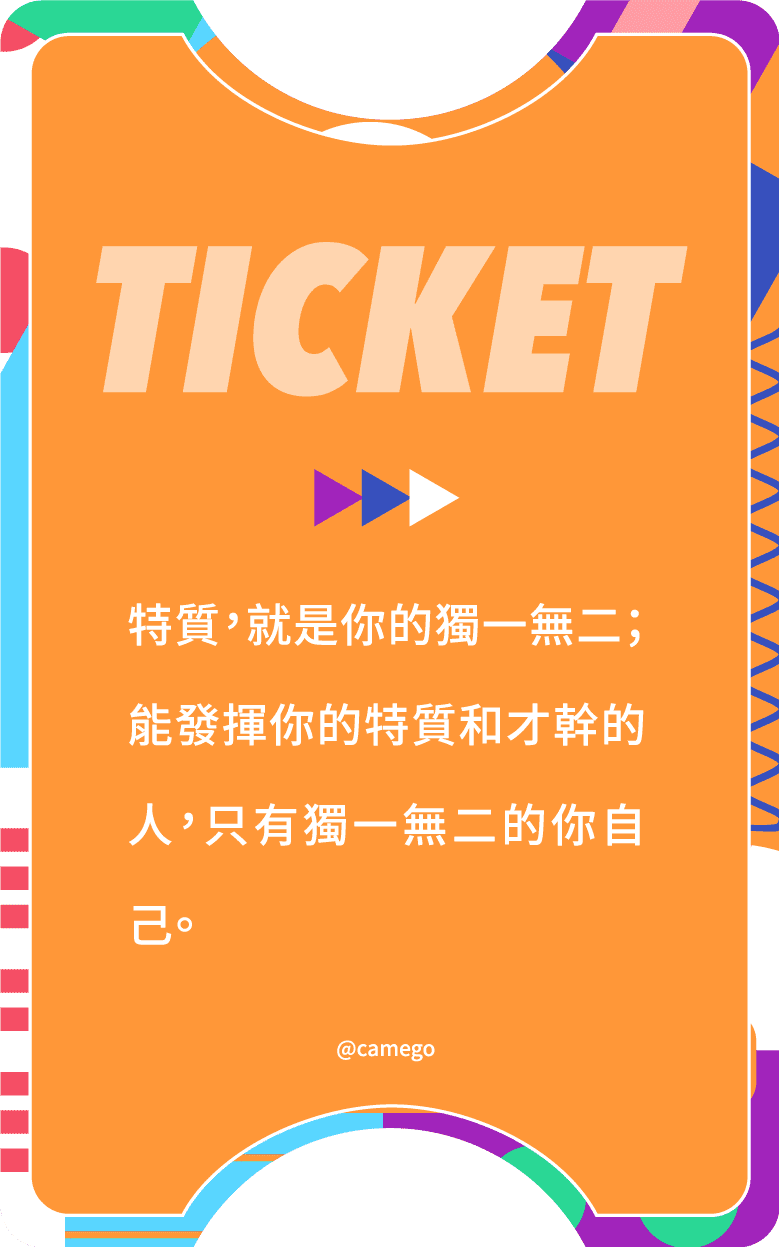 TICKET
特質，就是你的獨一無二；
能發揮你的特質和才幹的
人，只有獨一無二的你自
己。
@camego